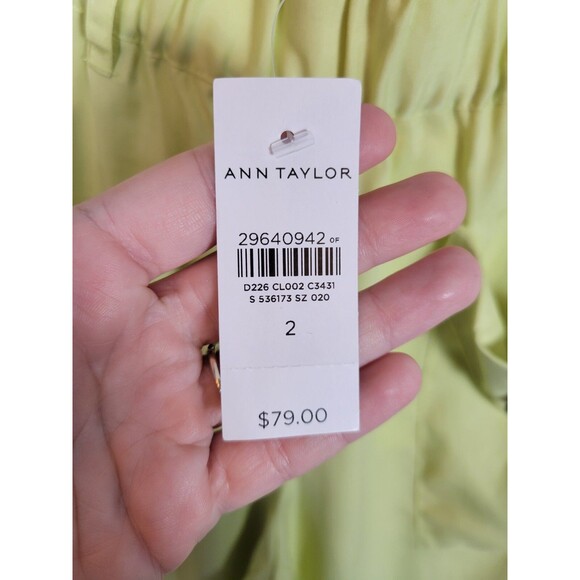 ANN TAYLOR
29640942 OF
D226 CL002 C3431
S 536173 SZ 020
2
$79.00